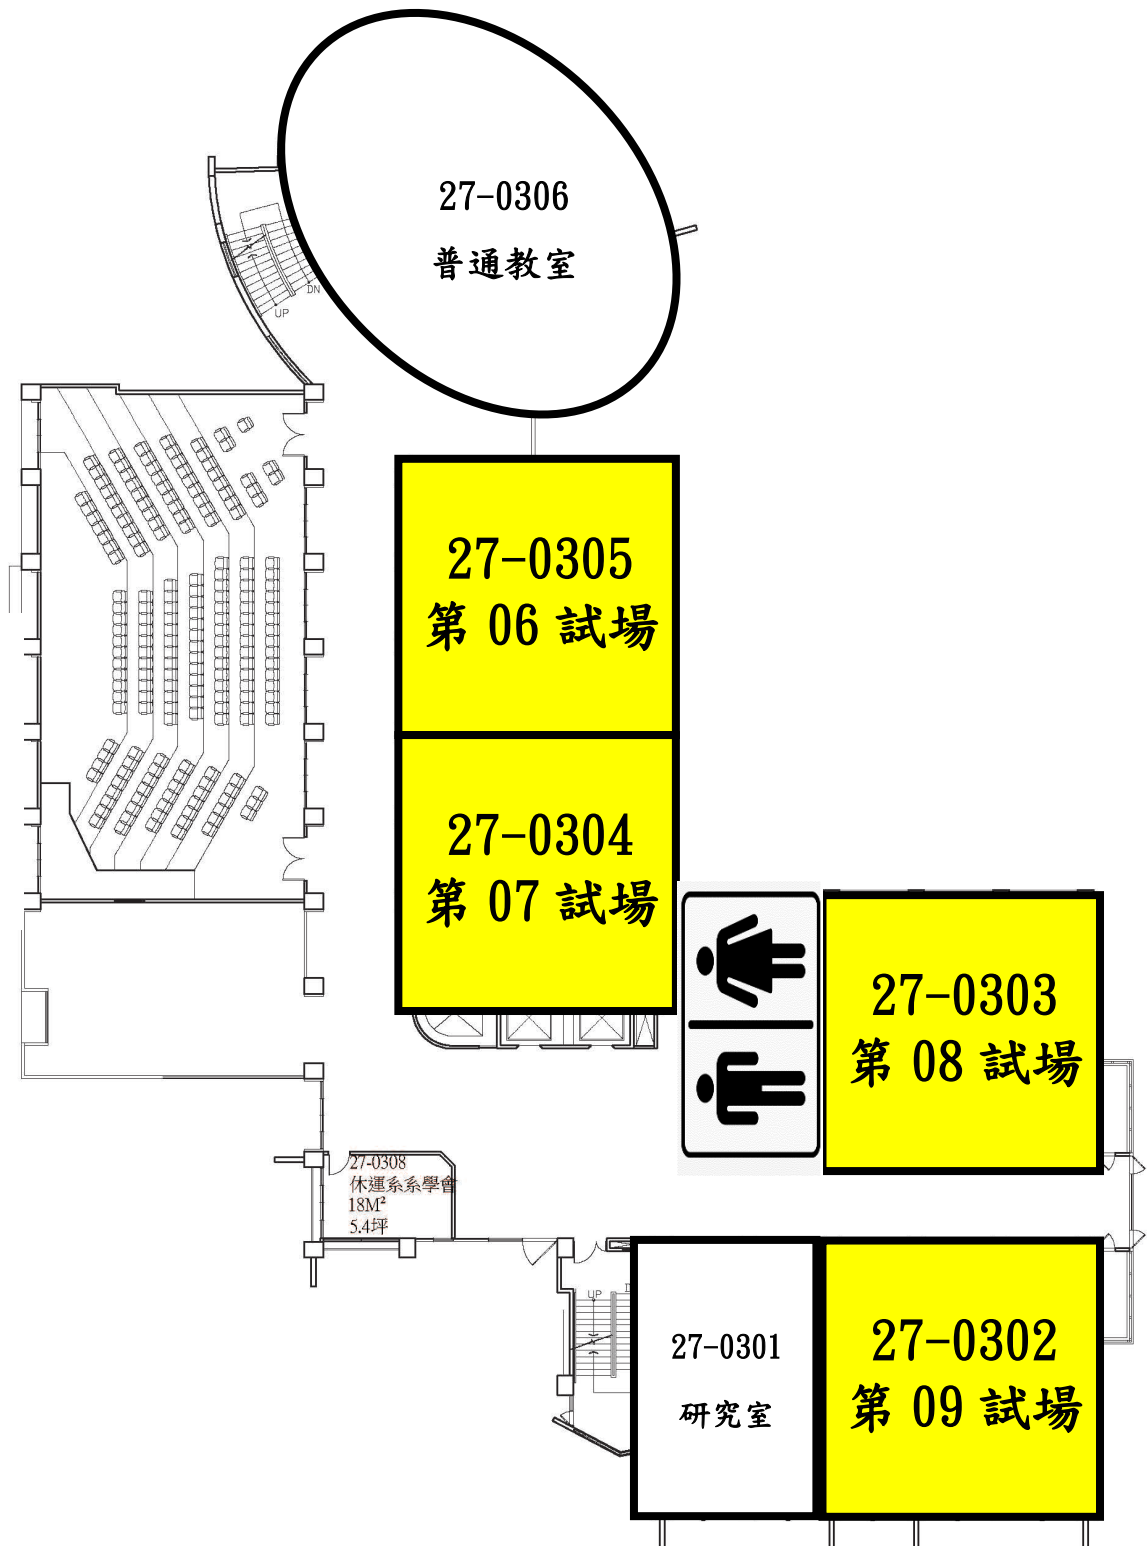 27-0306
普通教室
DN
UP
27-0305
第 06 試場
27-0304
第 07 試場
27-0303
第 08 試場
27-0308
休運系系學會
18M²
5.4坪
UP
27-0301
研究室
27-0302
第 09 試場